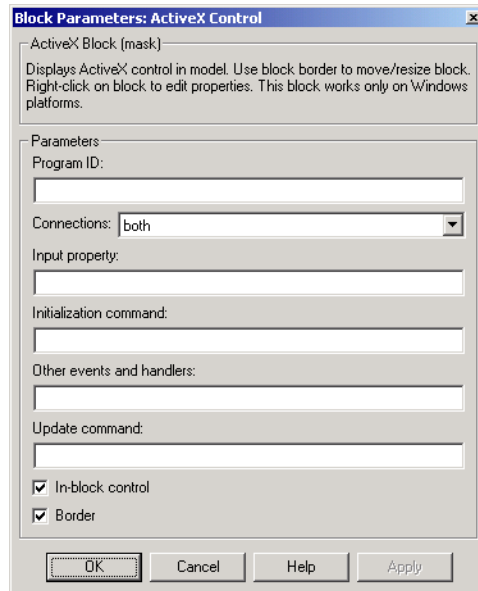 Block Parameters: ActiveX Control
ActiveX Block (mask)
Displays ActiveX control in model. Use block border to move/resize block.
Right-click on block to edit properties. This block works only on Windows
platforms.
Parameters
Program ID:
Connections: both
Input property:
Initialization command:
Other events and handlers:
Update command:
In-block control
Border
OK Cancel Help Apply